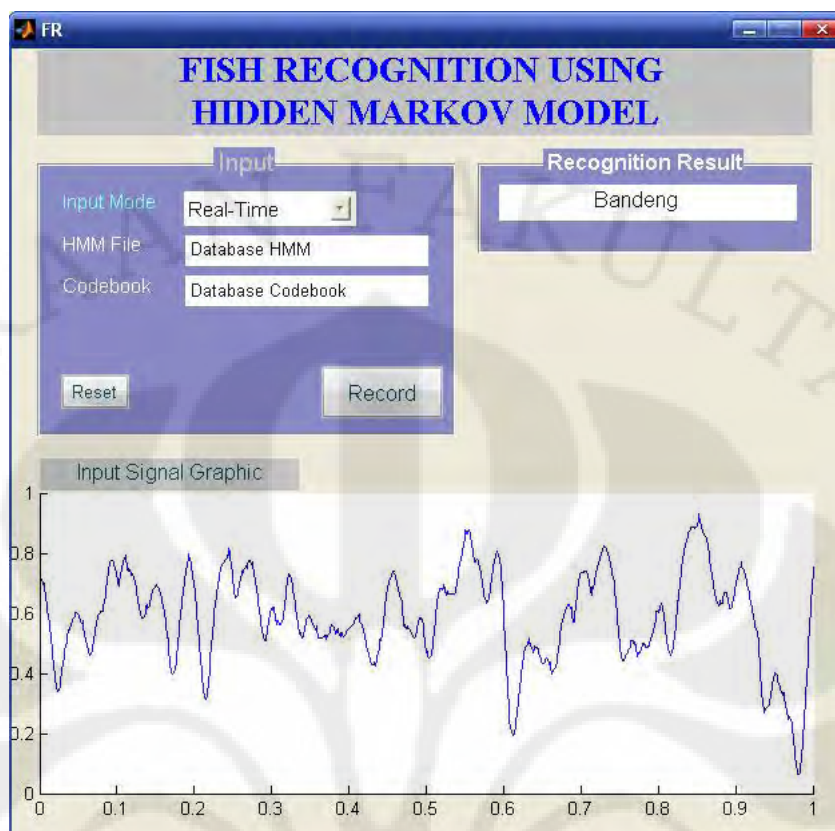 FR
FISH RECOGNITION USING
HIDDEN MARKOV MODEL
Input
Input Mode
Real-Time
HMM File
Database HMM
Codebook
Database Codebook
Reset
Record
Recognition Result
Bandeng
Input Signal Graphic
1
0.8
0.6
0.4
0.2
0
0 0.1 0.2 0.3 0.4 0.5 0.6 0.7 0.8 0.9 1
AAN FAKULTA